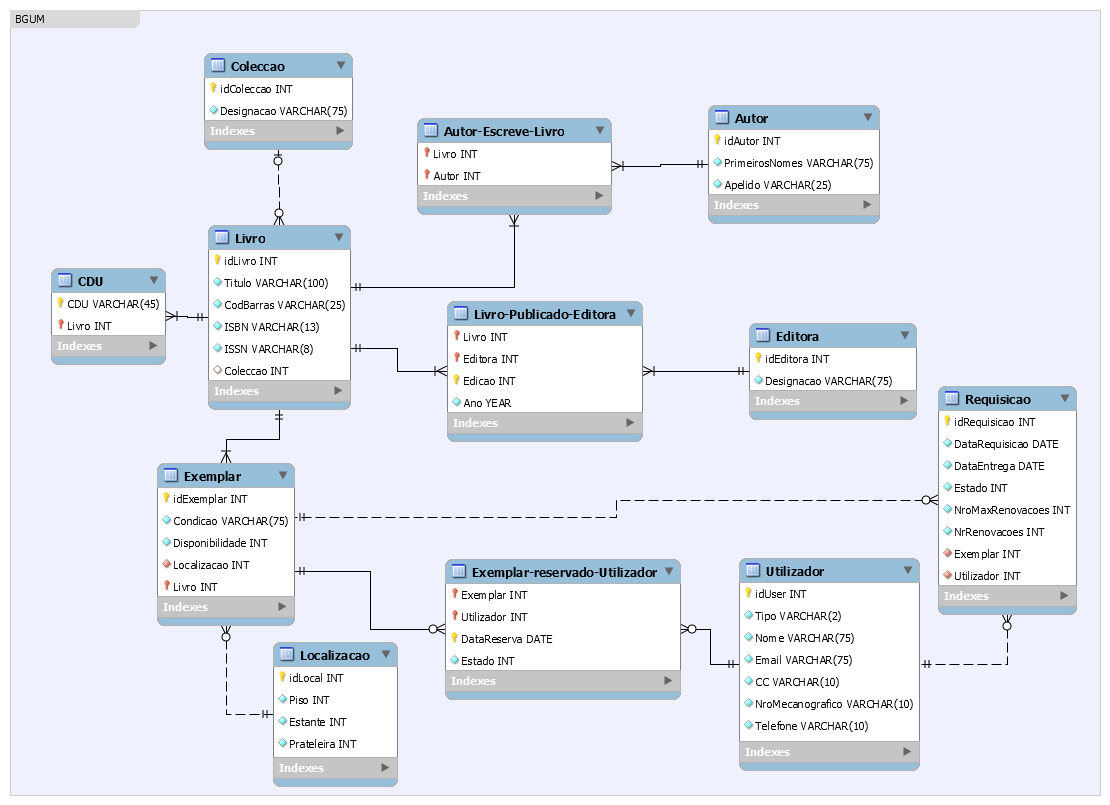 BGUM
Coleccao
idColeccao INT
Designacao VARCHAR(75)
Indexes
Autor-Escreve-Livro
Livro INT
Autor INT
Indexes
Autor
idAutor INT
PrimeirosNomes VARCHAR(75)
Apelido VARCHAR(25)
Indexes
Livro
idLivro INT
Titulo VARCHAR(100)
CodBarras VARCHAR(25)
ISBN VARCHAR(13)
ISSN VARCHAR(8)
Coleccao INT
Indexes
CDU
CDU VARCHAR(45)
Livro INT
Indexes
Livro-Publicado-Editora
Livro INT
Editora INT
Edicao INT
Ano YEAR
Indexes
Editora
idEditora INT
Designacao VARCHAR(75)
Indexes
Requisicao
idRequisicao INT
DataRequisicao DATE
DataEntrega DATE
Estado INT
NroMaxRenovacoes INT
NrRenovacoes INT
Exemplar INT
Utilizador INT
Indexes
Exemplar
idExemplar INT
Condicao VARCHAR(75)
Disponibilidade INT
Localizacao INT
Livro INT
Indexes
Exemplar-reservado-Utilizador
Exemplar INT
Utilizador INT
DataReserva DATE
Estado INT
Indexes
Utilizador
idUser INT
Tipo VARCHAR(2)
Nome VARCHAR(75)
Email VARCHAR(75)
CC VARCHAR(10)
NroMecanografico VARCHAR(10)
Telefone VARCHAR(10)
Indexes
Localizacao
idLocal INT
Piso INT
Estante INT
Prateleira INT
Indexes